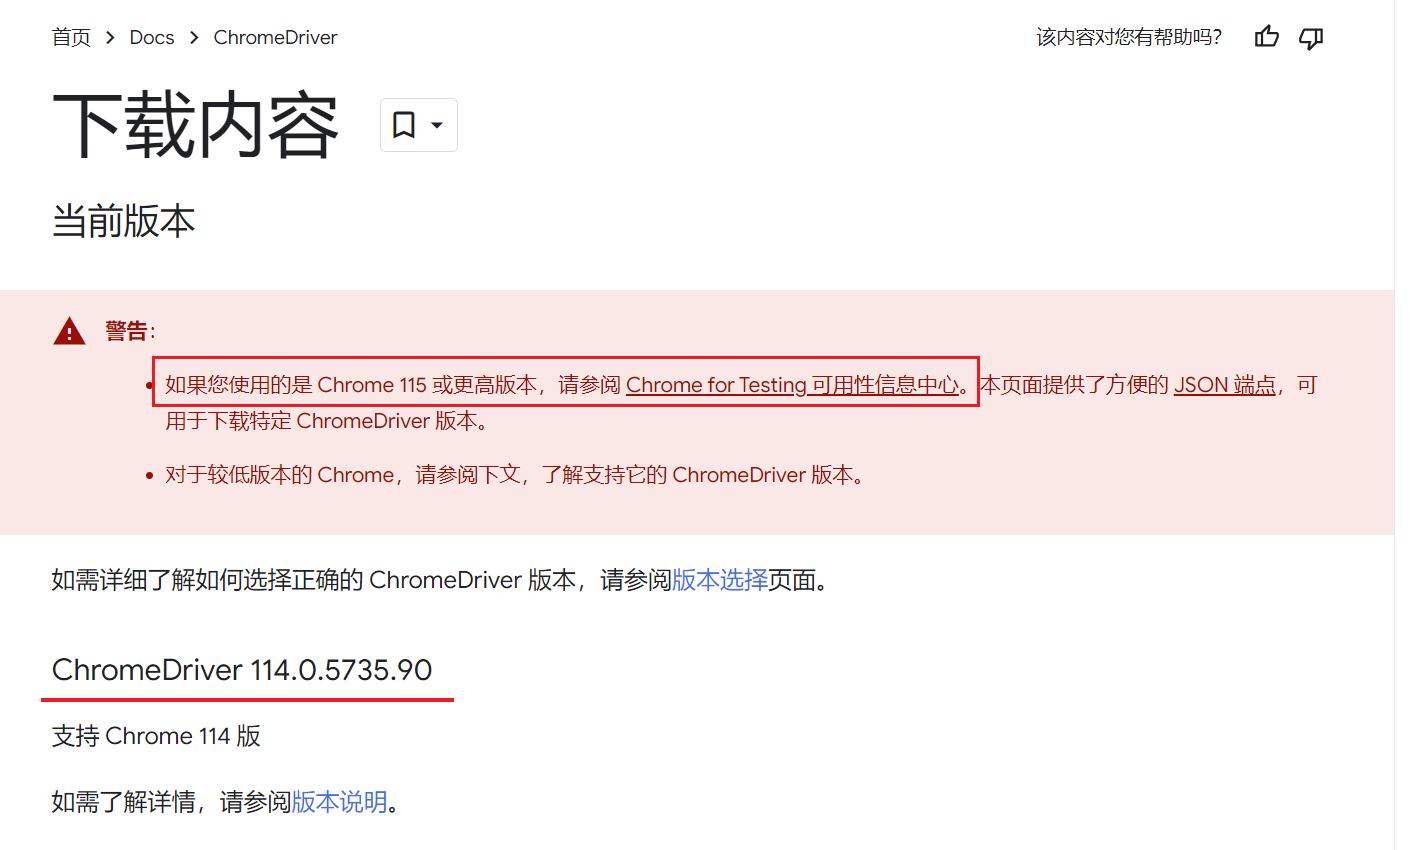 首页 > Docs > ChromeDriver
该内容对您有帮助吗?
下载内容
当前版本
警告:
如果您使用的是 Chrome 115 或更高版本，请参阅 Chrome for Testing 可用性信息中心。本页面提供了方便的 JSON 端点，可
用于下载特定 ChromeDriver 版本。
对于较低版本的 Chrome，请参阅下文，了解支持它的 ChromeDriver 版本。
如需详细了解如何选择正确的 ChromeDriver 版本，请参阅版本选择页面。
ChromeDriver 114.0.5735.90
支持 Chrome 114 版
如需了解详情，请参阅版本说明。